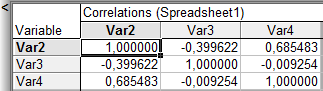 Correlations (Spreadsheet1)
Variable Var2 Var3 Var4
Var2 1,000000 -0,399622 0,685483
Var3 -0,399622 1,000000 -0,009254
Var4 0,685483 -0,009254 1,000000